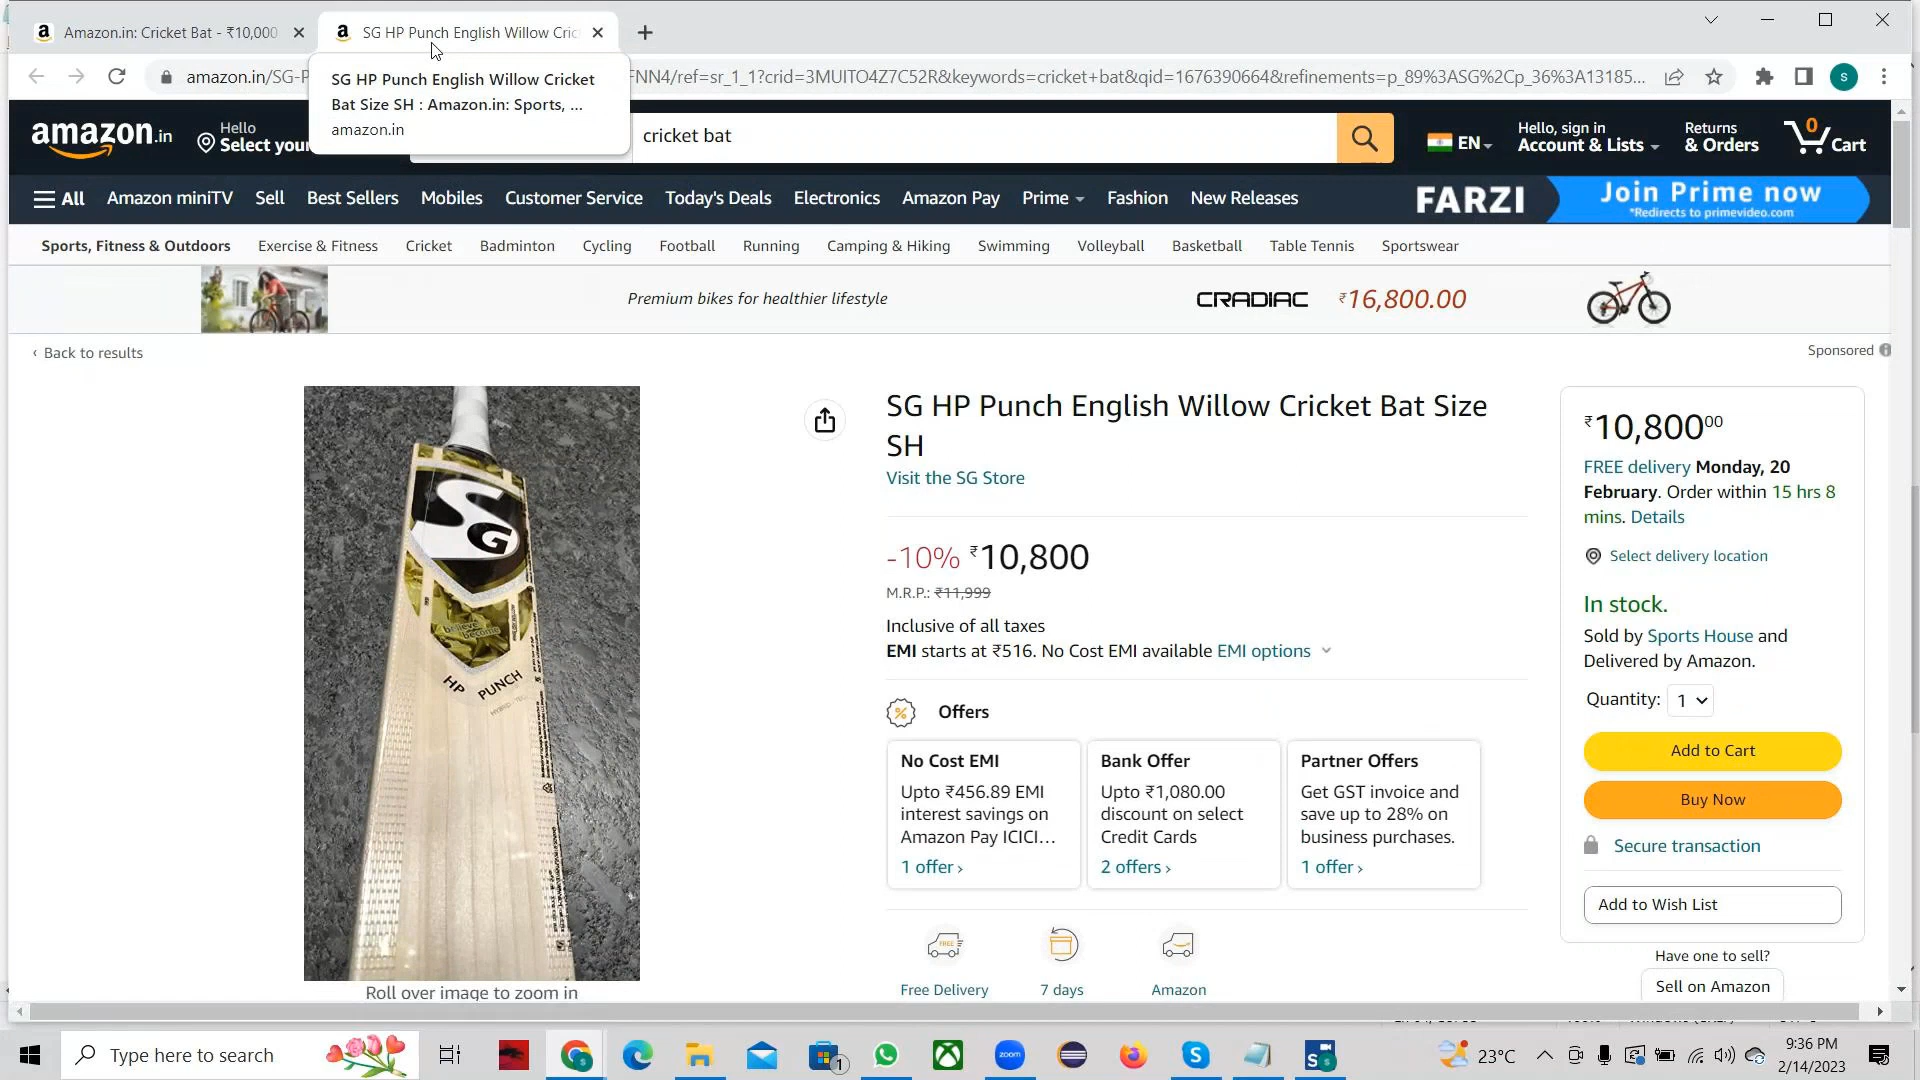 Amazon.in: Cricket Bat - ₹10,000
SG HP Punch English Willow Cric
amazon.in/SG-P
FNN4/ref=sr_1_1?crid=3MUITO4Z7C52R&keywords=cricket+bat&qid=1676390664&refinements=p_89%3ASG%2Cp_36%3A13185...
S
SG HP Punch English Willow Cricket
Bat Size SH : Amazon.in: Sports, ...
amazon.in
amazon.in
Hello
Select your
cricket bat
EN
Hello, sign in
Account & Lists
Returns
& Orders
0
Cart
All
Amazon miniTV
Sell
Best Sellers
Mobiles
Customer Service
Today's Deals
Electronics
Amazon Pay
Prime
Fashion
New Releases
FARZI
Join Prime now
*Redirects to primevideo.com
Sports, Fitness & Outdoors
Exercise & Fitness
Cricket
Badminton
Cycling
Football
Running
Camping & Hiking
Swimming
Volleyball
Basketball
Table Tennis
Sportswear
Premium bikes for healthier lifestyle
CRADIAC
₹16,800.00
‹ Back to results
Sponsored
SG
believe
become
HP PUNCH
Roll over image to zoom in
SG HP Punch English Willow Cricket Bat Size
SH
Visit the SG Store
-10% ₹10,800
M.R.P.: ₹11,999
Inclusive of all taxes
EMI starts at ₹516. No Cost EMI available EMI options
Offers
No Cost EMI
Upto ₹456.89 EMI
interest savings on
Amazon Pay ICICI…
1 offer ›
Bank Offer
Upto ₹1,080.00
discount on select
Credit Cards
2 offers ›
Partner Offers
Get GST invoice and
save up to 28% on
business purchases.
1 offer ›
FREE
Free Delivery
7 days
Amazon
₹10,800.00
FREE delivery Monday, 20
February. Order within 15 hrs 8
mins. Details
Select delivery location
In stock.
Sold by Sports House and
Delivered by Amazon.
Quantity: 1
Add to Cart
Buy Now
Secure transaction
Add to Wish List
Have one to sell?
Sell on Amazon
Type here to search
1
zoom
23°C
9:36 PM
2/14/2023